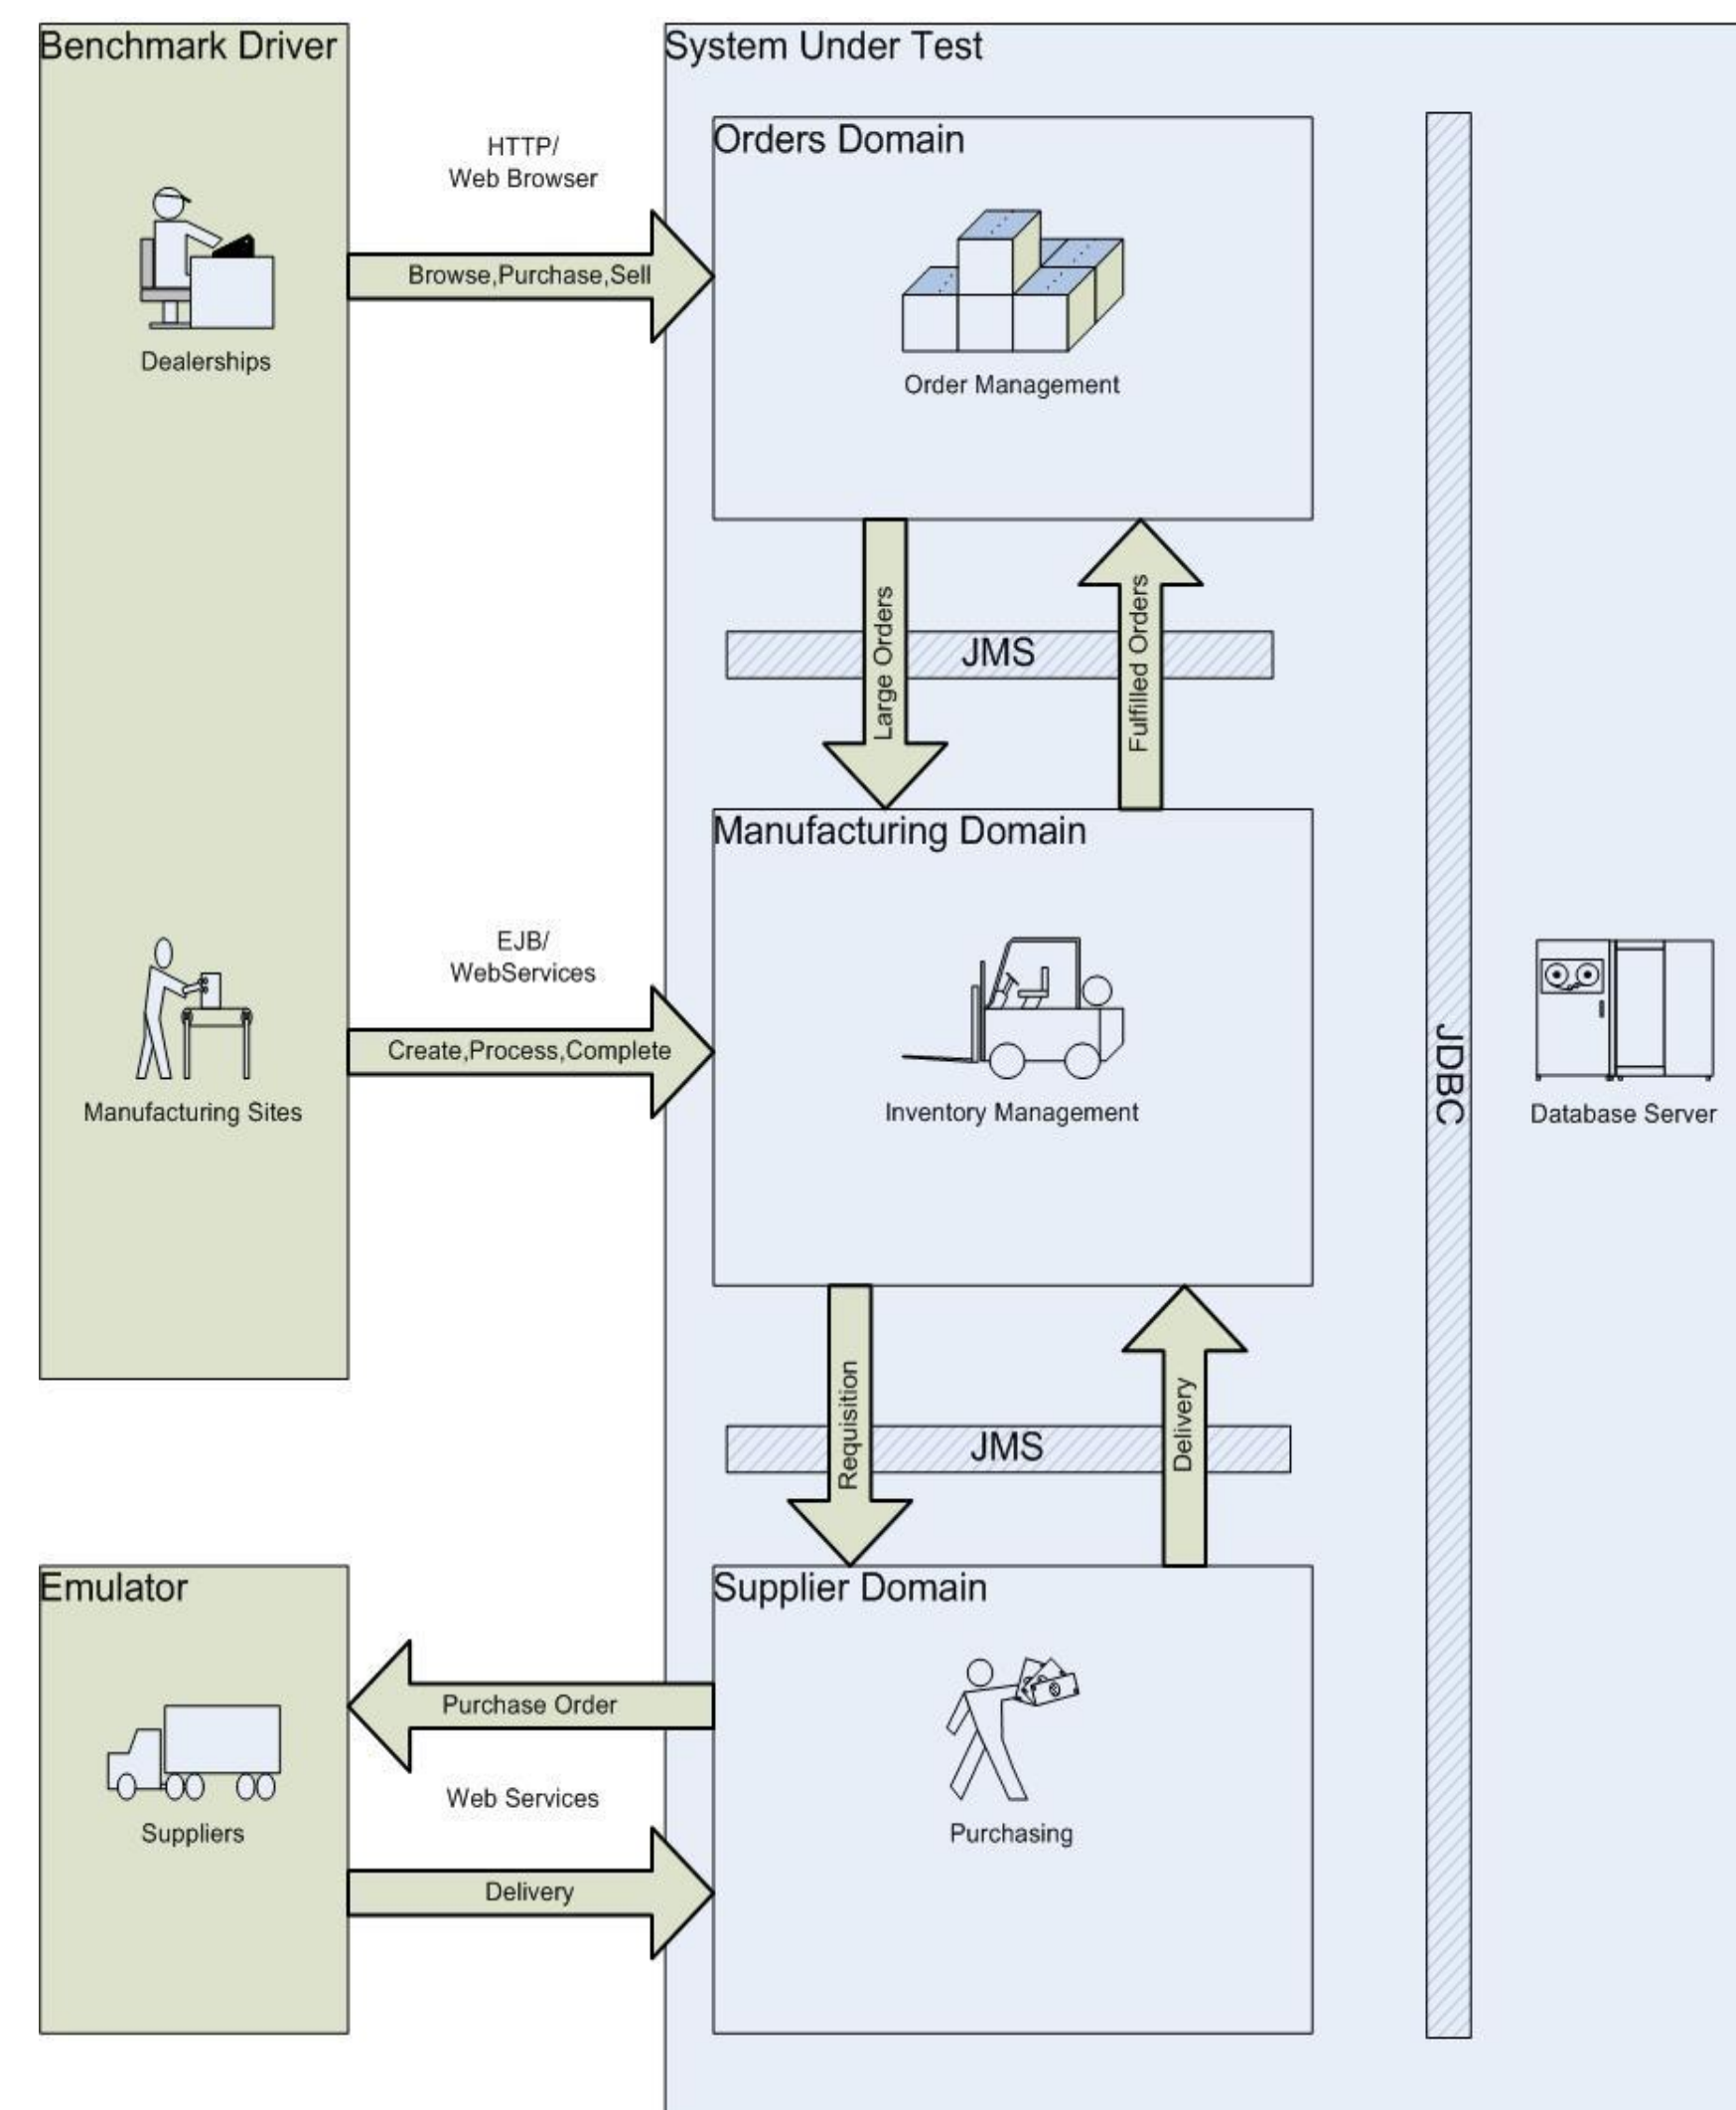 Benchmark Driver
System Under Test
Orders Domain
HTTP/
Web Browser
Browse,Purchase,Sell
Dealerships
Order Management
Large Orders
JMS
Fulfilled Orders
Manufacturing Domain
EJB/
WebServices
Create,Process,Complete
Manufacturing Sites
Inventory Management
JDBC
Database Server
Requisition
JMS
Delivery
Emulator
Supplier Domain
Purchase Order
Web Services
Suppliers
Purchasing
Delivery